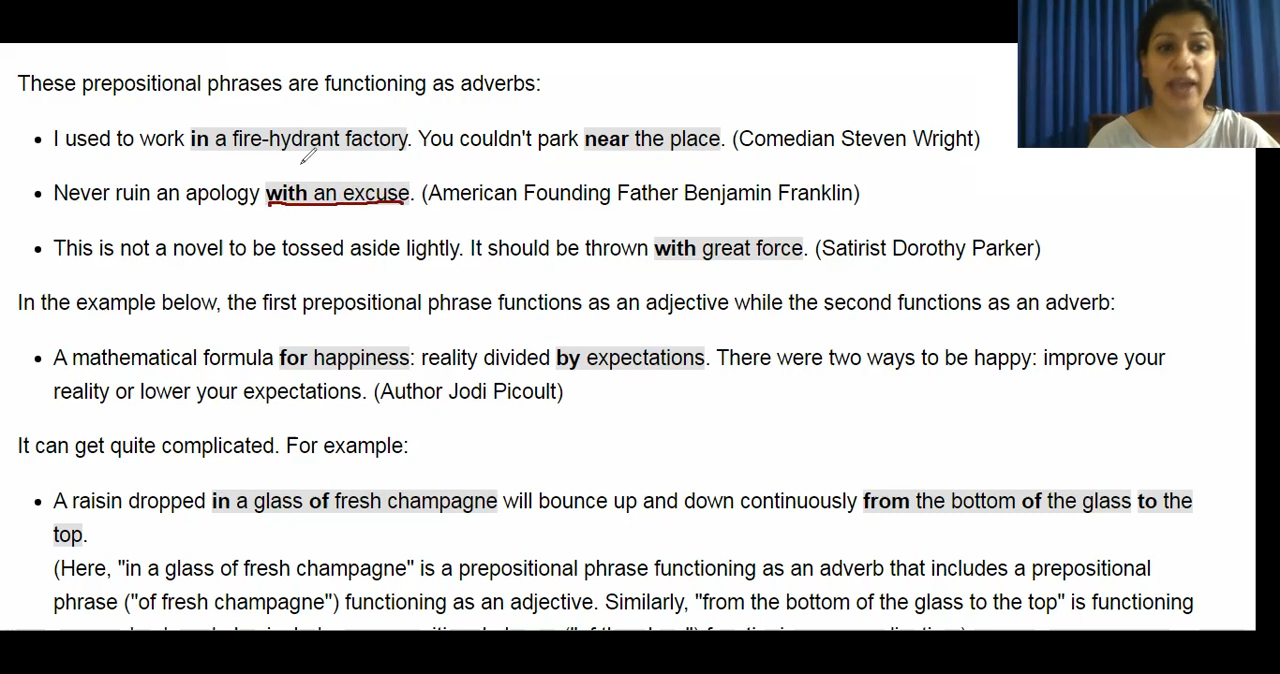 These prepositional phrases are functioning as adverbs:
• I used to work in a fire-hydrant factory. You couldn't park near the place. (Comedian Steven Wright)
• Never ruin an apology with an excuse. (American Founding Father Benjamin Franklin)
• This is not a novel to be tossed aside lightly. It should be thrown with great force. (Satirist Dorothy Parker)
In the example below, the first prepositional phrase functions as an adjective while the second functions as an adverb:
• A mathematical formula for happiness: reality divided by expectations. There were two ways to be happy: improve your
reality or lower your expectations. (Author Jodi Picoult)
It can get quite complicated. For example:
• A raisin dropped in a glass of fresh champagne will bounce up and down continuously from the bottom of the glass to the
top.
(Here, "in a glass of fresh champagne" is a prepositional phrase functioning as an adverb that includes a prepositional
phrase ("of fresh champagne") functioning as an adjective. Similarly, "from the bottom of the glass to the top" is functioning